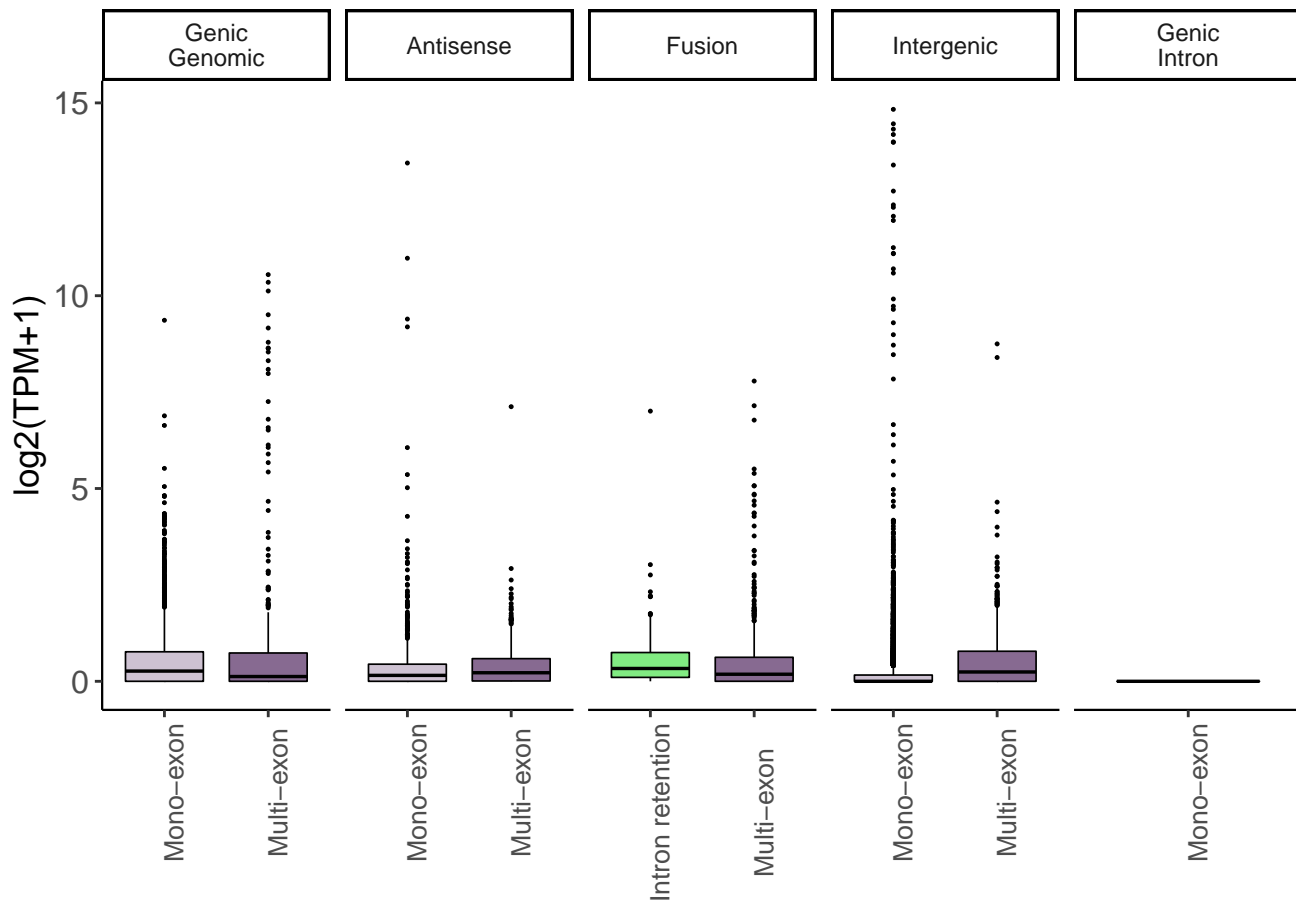 Genic
Genomic
Antisense
Fusion
Intergenic
Genic
Intron
log2(TPM+1)
15
10
5
0
Mono−exon
Multi−exon
Mono−exon
Multi−exon
Intron retention
Multi−exon
Mono−exon
Multi−exon
Mono−exon